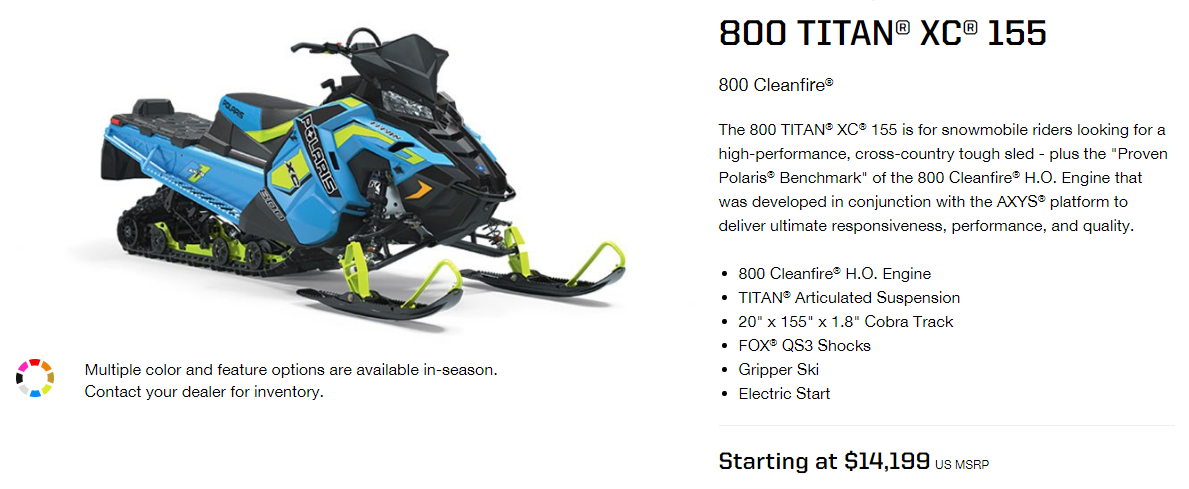 800 TITAN® XC® 155
800 Cleanfire®
The 800 TITAN® XC® 155 is for snowmobile riders looking for a
high-performance, cross-country tough sled - plus the "Proven
Polaris® Benchmark" of the 800 Cleanfire® H.O. Engine that
was developed in conjunction with the AXYS® platform to
deliver ultimate responsiveness, performance, and quality.
• 800 Cleanfire® H.O. Engine
• TITAN® Articulated Suspension
• 20" x 155" x 1.8" Cobra Track
• FOX® QS3 Shocks
• Gripper Ski
• Electric Start
Starting at $14,199 US MSRP
POLARIS
TITAN
POLARIS
XC
800
Multiple color and feature options are available in-season.
Contact your dealer for inventory.